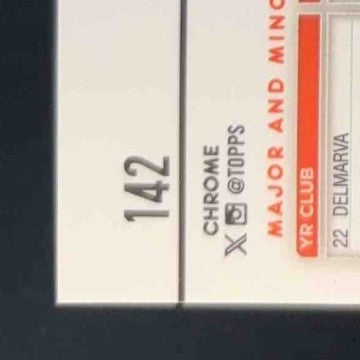 142
CHROME
X @TOPPS
MAJOR AND MINO
YR CLUB
22 DELMARVA